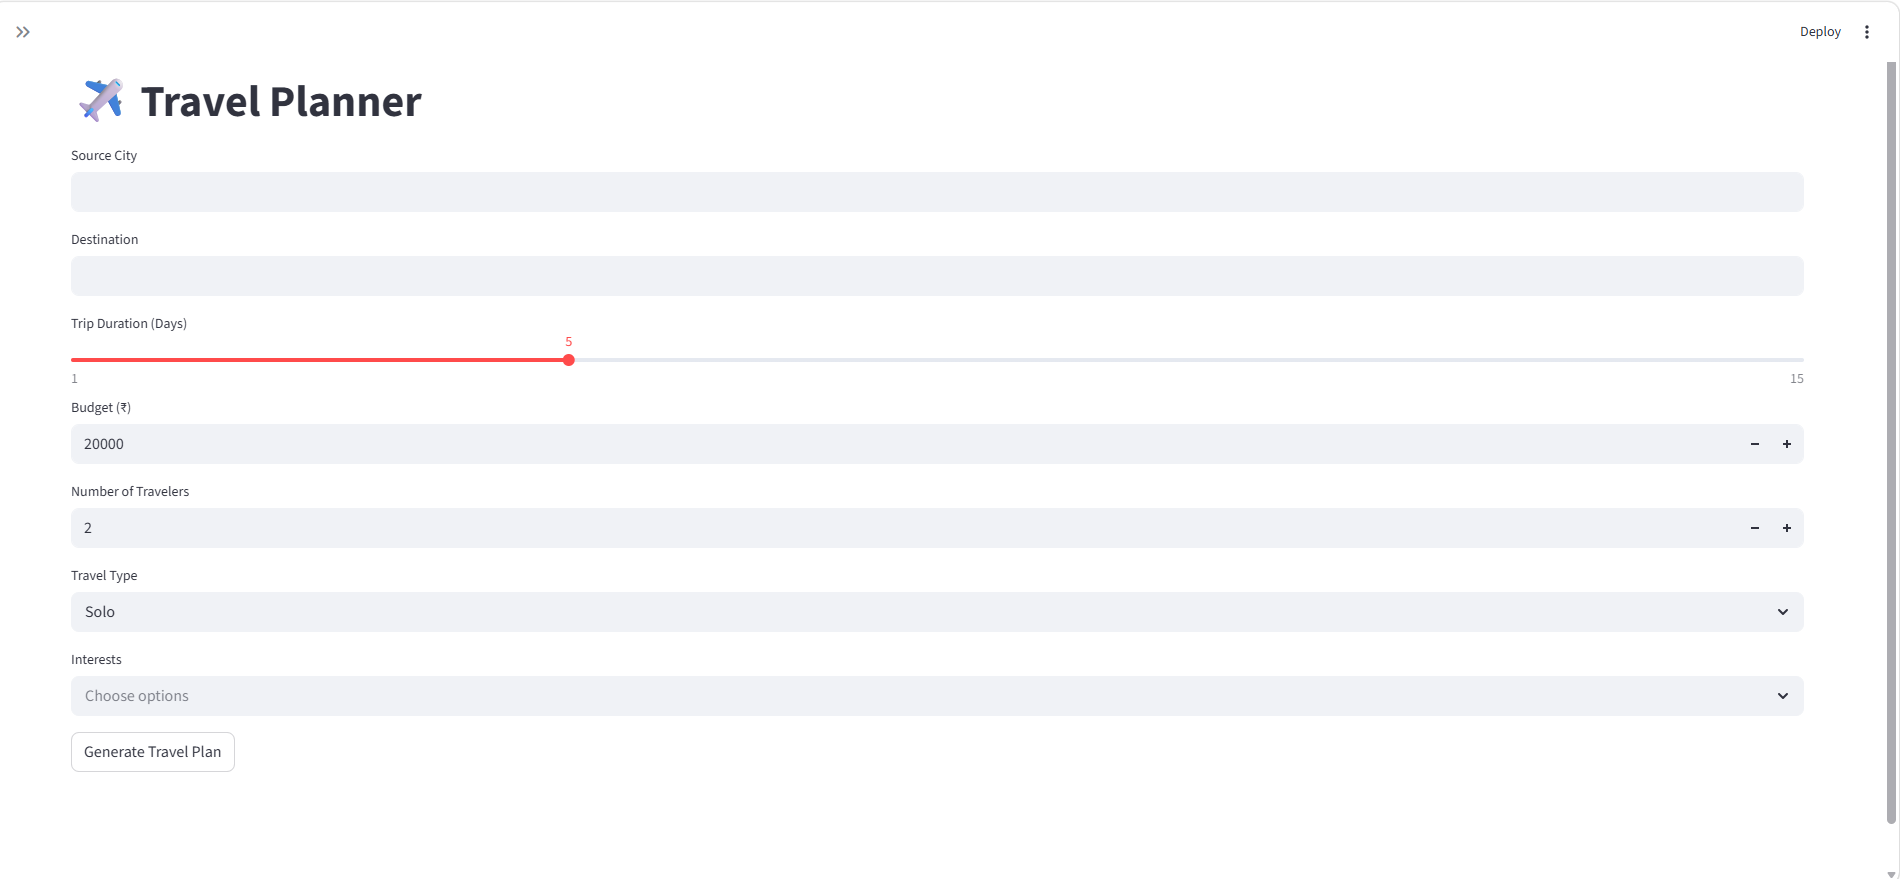 Deploy
Travel Planner
Source City
Destination
Trip Duration (Days)
5
1
15
Budget (₹)
20000
Number of Travelers
2
Travel Type
Solo
Interests
Choose options
Generate Travel Plan